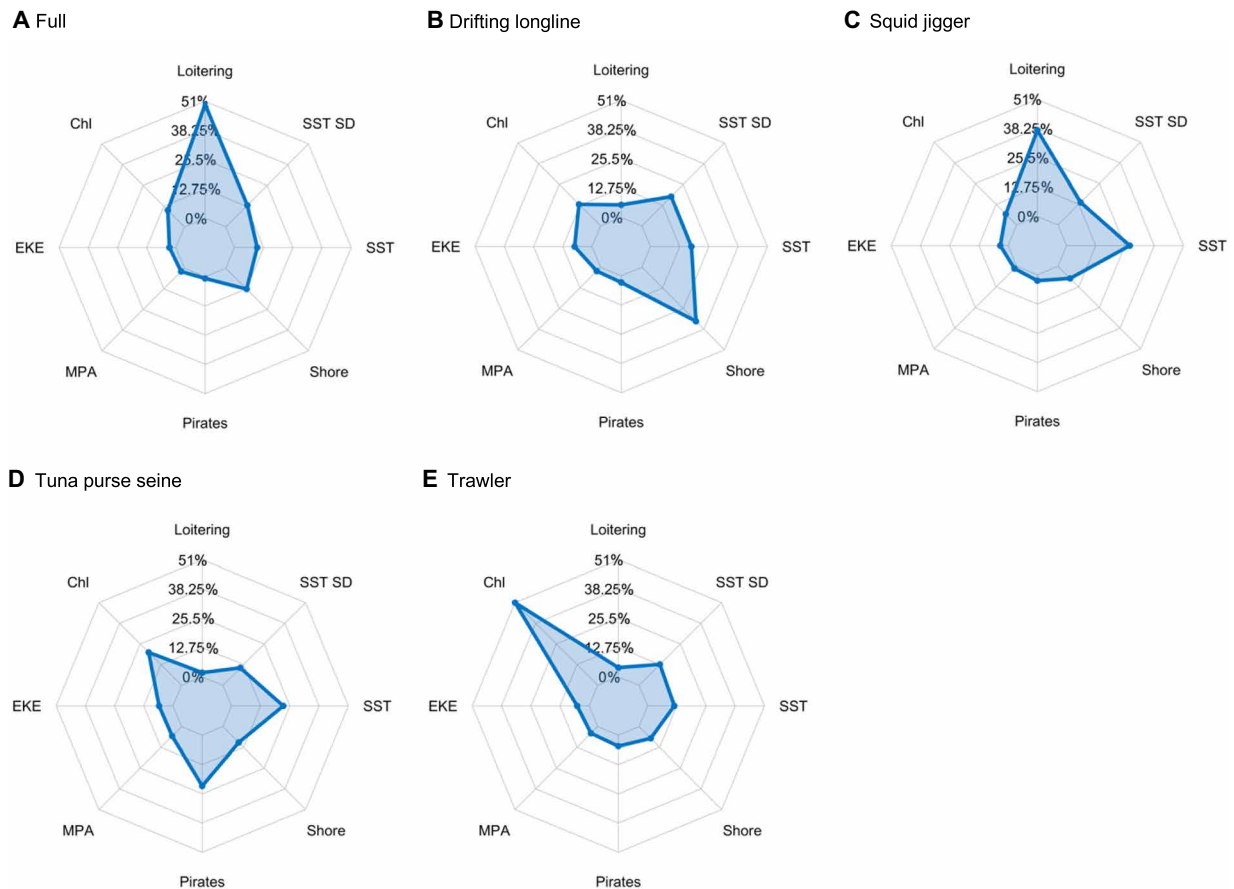 A Full
B Drifting longline
C Squid jigger
Loitering
51%
38.25%
25.5%
12.75%
0%
Chl
SST SD
EKE
SST
MPA
Shore
Pirates
Loitering
51%
38.25%
25.5%
12.75%
0%
Chl
SST SD
EKE
SST
MPA
Shore
Pirates
Loitering
51%
38.25%
25.5%
12.75%
0%
Chl
SST SD
EKE
SST
MPA
Shore
Pirates
D Tuna purse seine
E Trawler
Loitering
51%
38.25%
25.5%
12.75%
0%
Chl
SST SD
EKE
SST
MPA
Shore
Pirates
Loitering
51%
38.25%
25.5%
12.75%
0%
Chl
SST SD
EKE
SST
MPA
Shore
Pirates